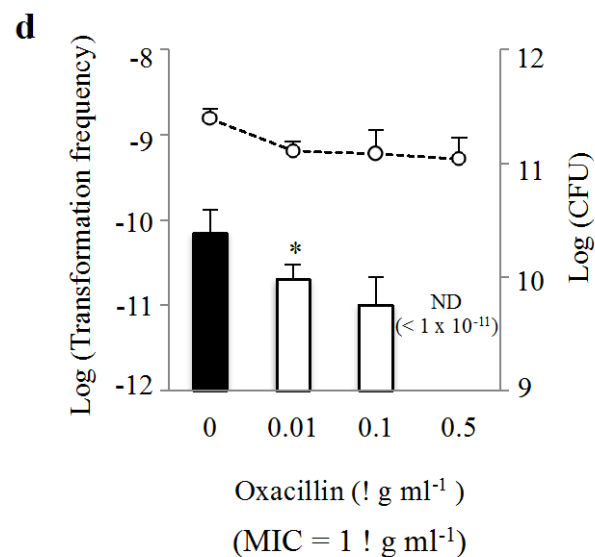 d
Log (Transformation frequency)
-8
-9
-10
-11
-12
*
ND
(< 1 x 10⁻¹¹)
12
11
10
9
Log (CFU)
0 0.01 0.1 0.5
Oxacillin (! g ml⁻¹ )
(MIC = 1 ! g ml⁻¹)